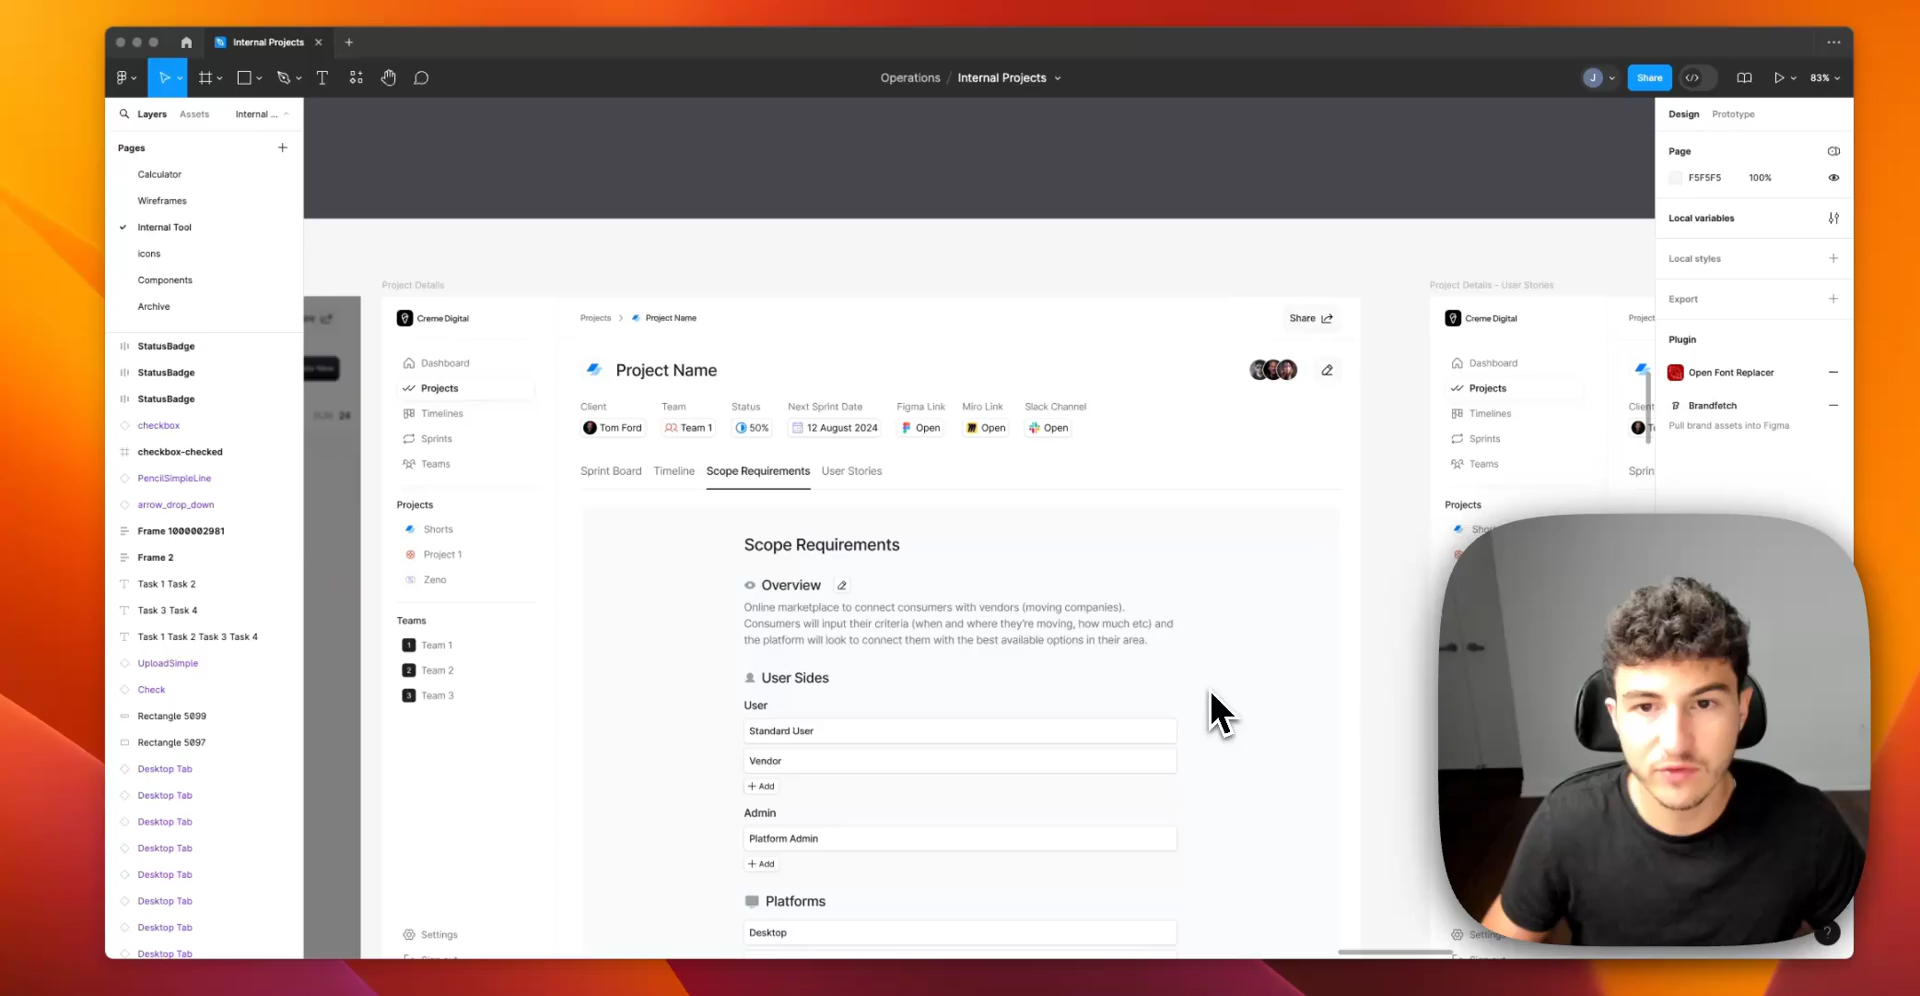 Internal Projects
Operations / Internal Projects
J
Share
83%
Layers
Assets
Internal ...
Pages
Calculator
Wireframes
Internal Tool
icons
Components
Archive
StatusBadge
StatusBadge
StatusBadge
checkbox
checkbox-checked
PencilSimpleLine
arrow_drop_down
Frame 1000002981
Frame 2
Task 1 Task 2
Task 3 Task 4
Task 1 Task 2 Task 3 Task 4
UploadSimple
Check
Rectangle 5099
Rectangle 5097
Desktop Tab
Desktop Tab
Desktop Tab
Desktop Tab
Desktop Tab
Desktop Tab
Desktop Tab
Desktop Tab
24
Project Details
Creme Digital
Dashboard
Projects
Timelines
Sprints
Teams
Projects
Shorts
Project 1
Zeno
Teams
1 Team 1
2 Team 2
3 Team 3
Settings
Projects > Project Name
Share
Project Name
Client
Team
Status
Next Sprint Date
Figma Link
Miro Link
Slack Channel
Tom Ford
Team 1
50%
12 August 2024
Open
Open
Open
Sprint Board
Timeline
Scope Requirements
User Stories
Scope Requirements
Overview
Online marketplace to connect consumers with vendors (moving companies).
Consumers will input their criteria (when and where they're moving, how much etc) and
the platform will look to connect them with the best available options in their area.
User Sides
User
Standard User
Vendor
+ Add
Admin
Platform Admin
+ Add
Platforms
Desktop
Project Details - User Stories
Creme Digital
Dashboard
Projects
Timelines
Sprints
Teams
Projects
Design
Prototype
Page
F5F5F5
100%
Local variables
Local styles
Export
Plugin
Open Font Replacer
Brandfetch
Pull brand assets into Figma
?